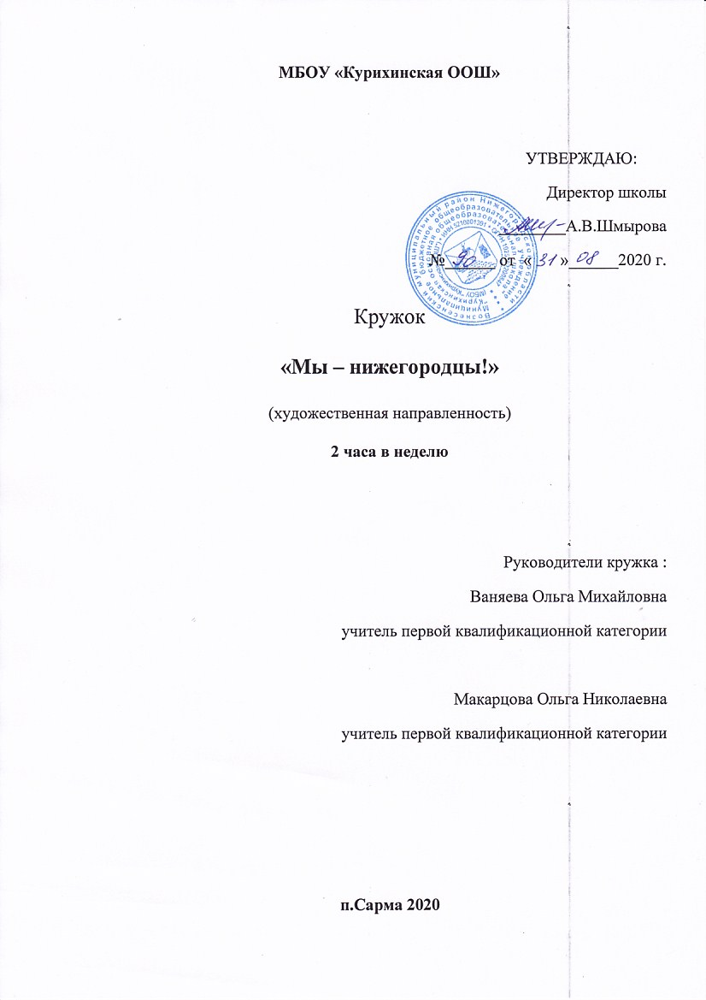 МБОУ «Курихинская ООШ»
УТВЕРЖДАЮ:
Директор школы
________А.В.Шмырова
№ 90 от « 31 » 08 2020 г.
Кружок
«Мы – нижегородцы!»
(художественная направленность)
2 часа в неделю
Руководители кружка :
Ваняева Ольга Михайловна
учитель первой квалификационной категории
Макарцова Ольга Николаевна
учитель первой квалификационной категории
п.Сарма 2020